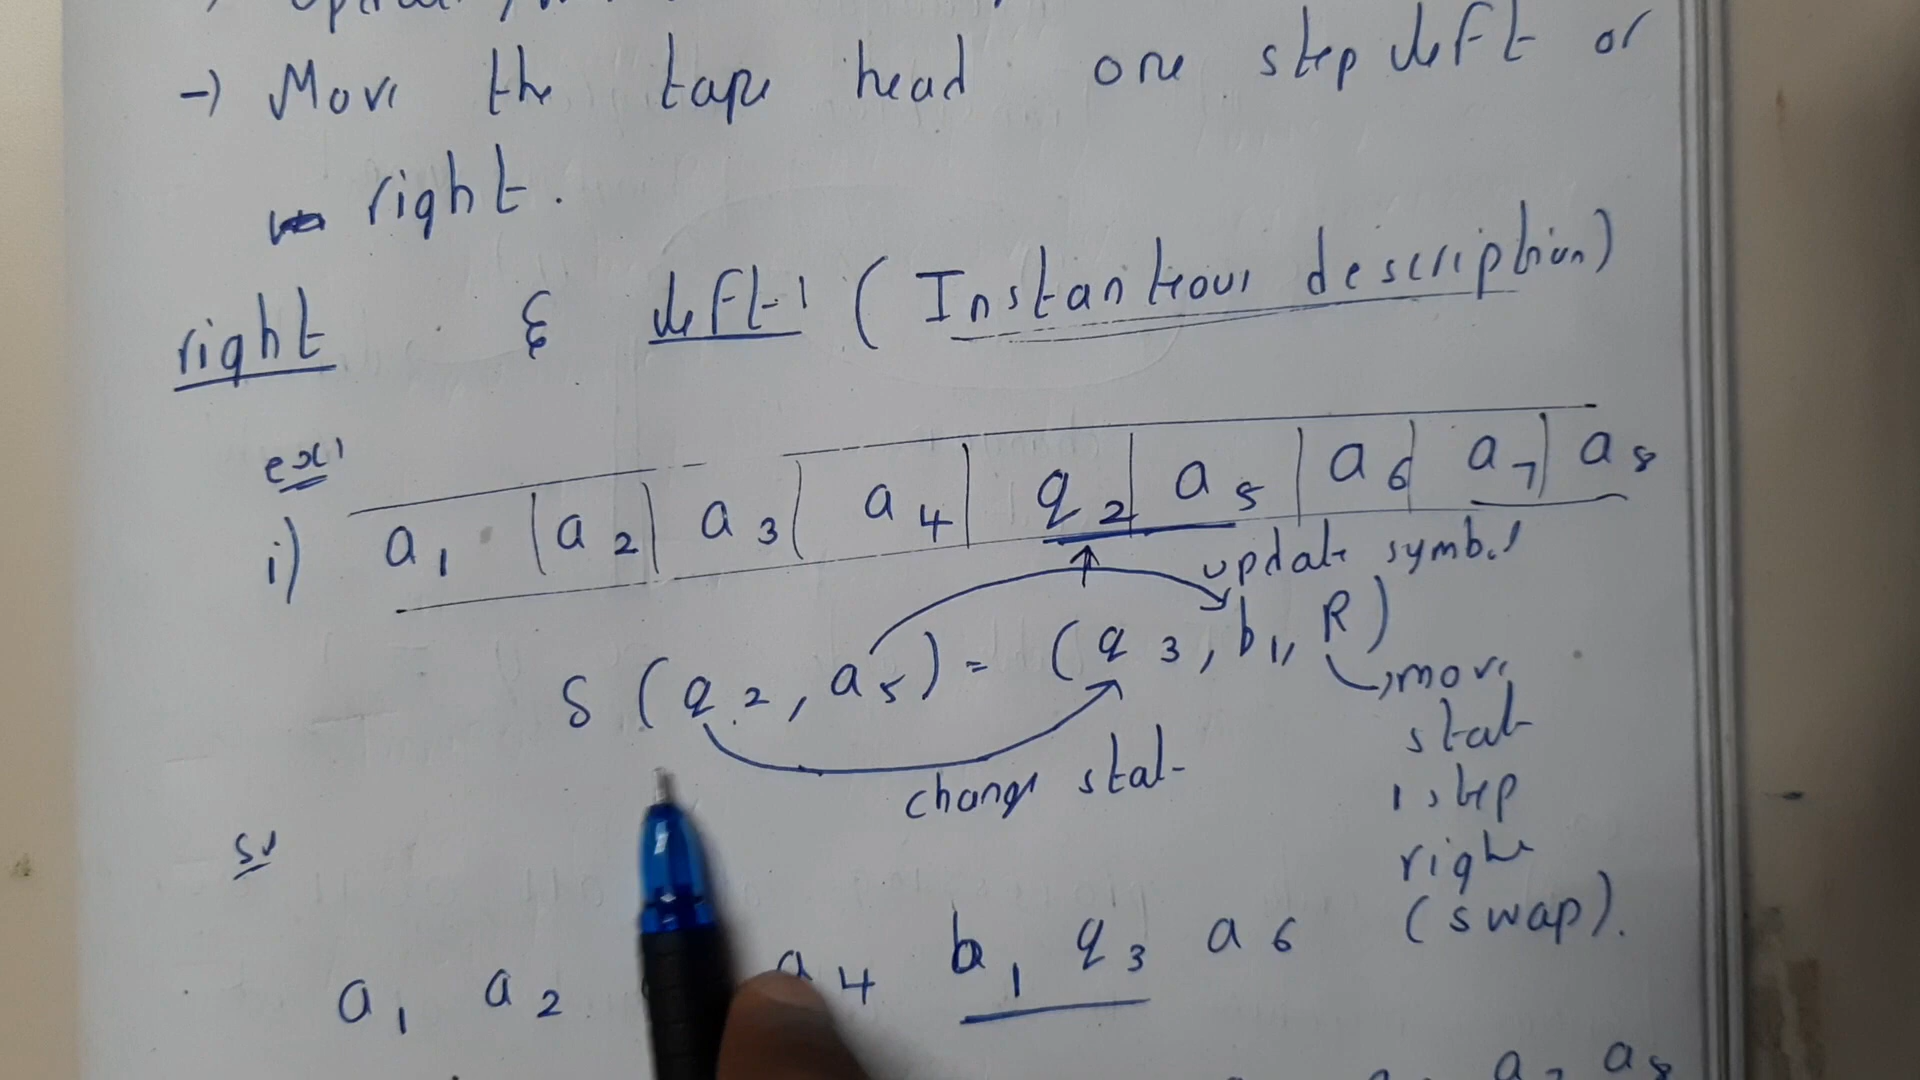 → Move the tape head one step left or
right.
right & left: (Instantious description)
ex:
i) a1 | a2 | a3 | a4 | q2 | a5 | a6 | a7 | a8
update symbol
δ(q2, a5) = (q3, b1, R)
change state
move
state
1 step
right
(swap).
a1 a2 a4 b1 q3 a6
a7 a8